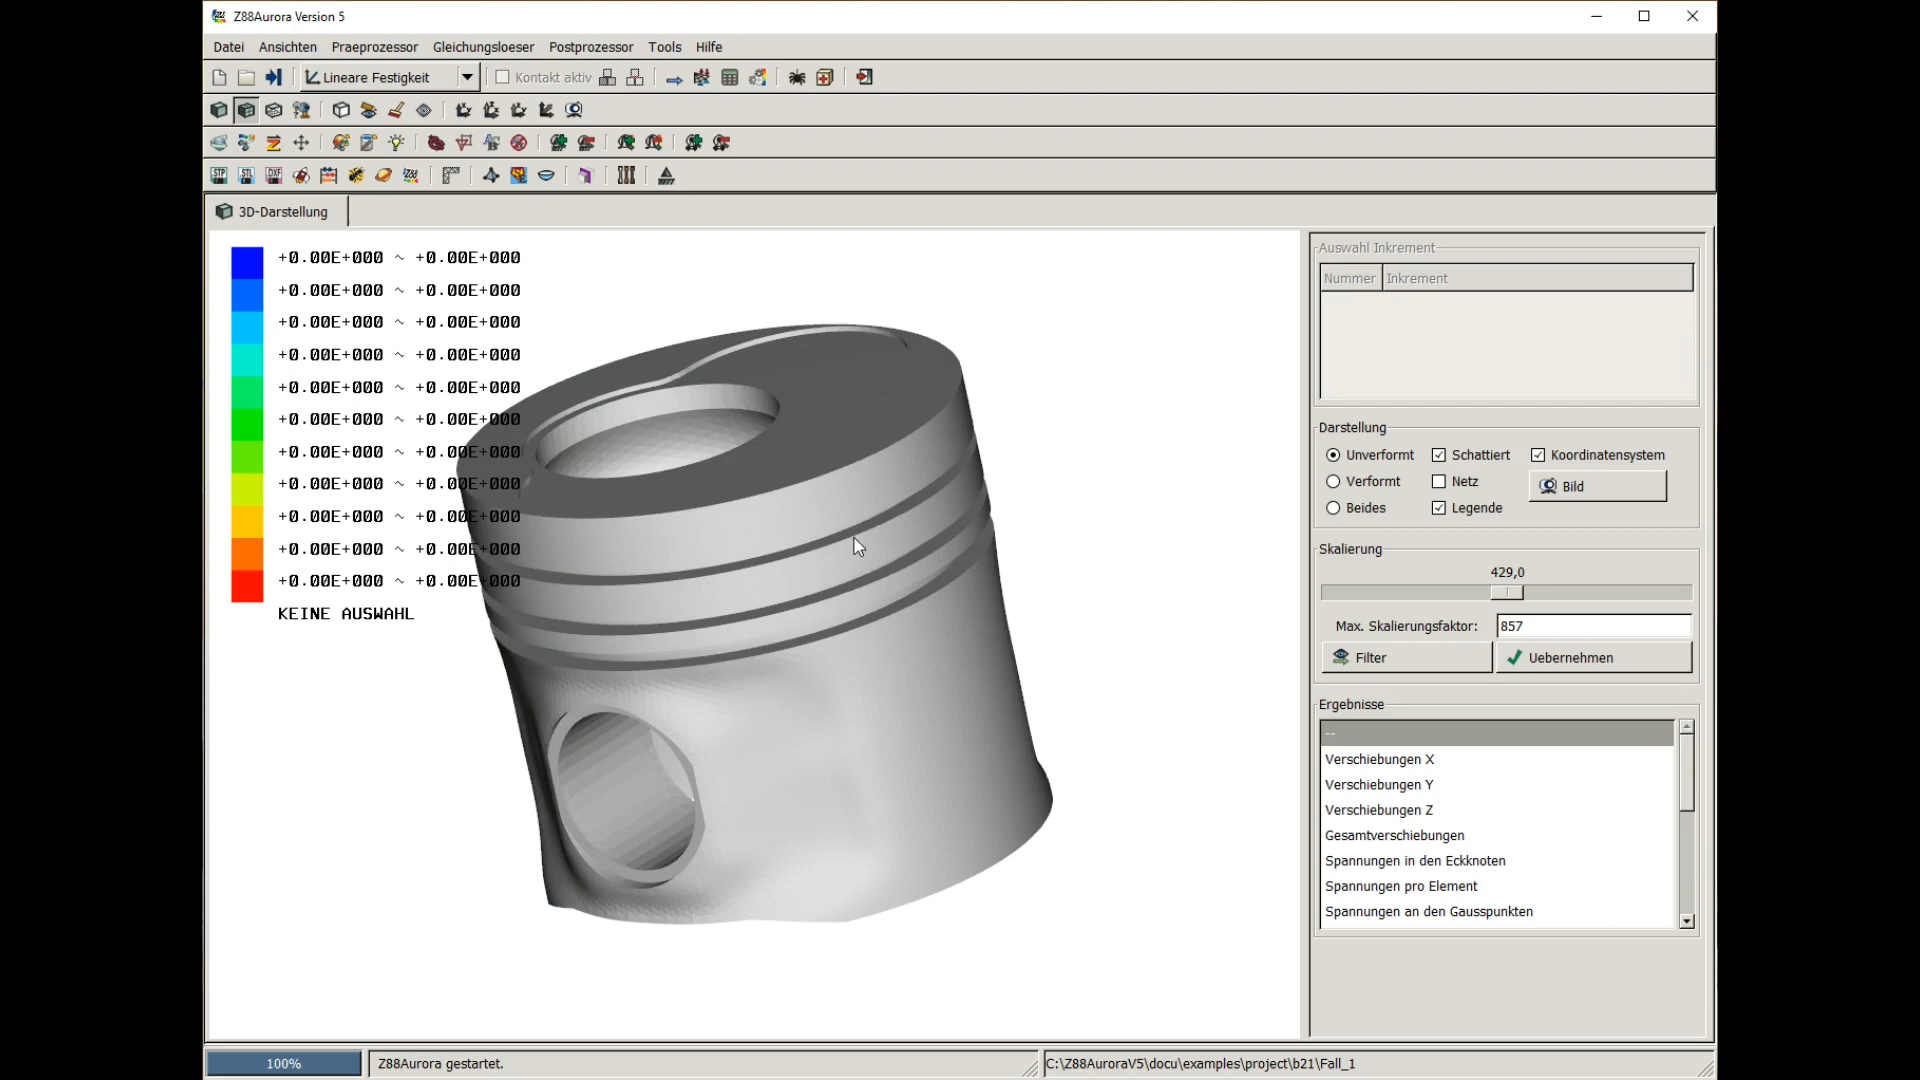 Z88Aurora Version 5
Datei Ansichten Praeprozessor Gleichungsloeser Postprozessor Tools Hilfe
Lineare Festigkeit Kontakt aktiv
STP STL DXF Z88
3D-Darstellung
+0.00E+000 ~ +0.00E+000
+0.00E+000 ~ +0.00E+000
+0.00E+000 ~ +0.00E+000
+0.00E+000 ~ +0.00E+000
+0.00E+000 ~ +0.00E+000
+0.00E+000 ~ +0.00E+000
+0.00E+000 ~ +0.00E+000
+0.00E+000 ~ +0.00E+000
+0.00E+000 ~ +0.00E+000
+0.00E+000 ~ +0.00E+000
+0.00E+000 ~ +0.00E+000
KEINE AUSWAHL
Auswahl Inkrement
Nummer Inkrement
Darstellung
Unverformt Schattiert Koordinatensystem
Verformt Netz Bild
Beides Legende
Skalierung
429,0
Max. Skalierungsfaktor: 857
Filter Uebernehmen
Ergebnisse
--
Verschiebungen X
Verschiebungen Y
Verschiebungen Z
Gesamtverschiebungen
Spannungen in den Eckknoten
Spannungen pro Element
Spannungen an den Gausspunkten
100% Z88Aurora gestartet. C:\Z88AuroraV5\docu\examples\project\b21\Fall_1